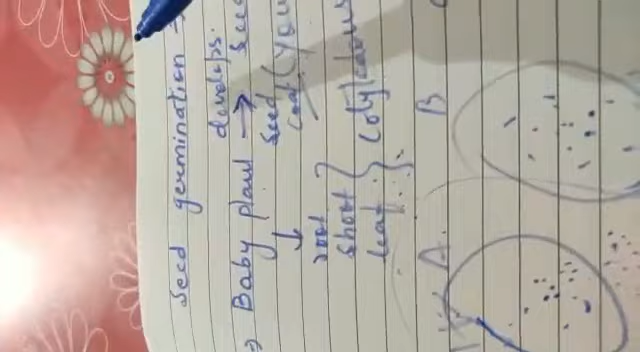 Seed germination →
develops.
⇒ Baby plant → seed
↓ seed coat (You
root
shoot } cotyledons
leaf
A B